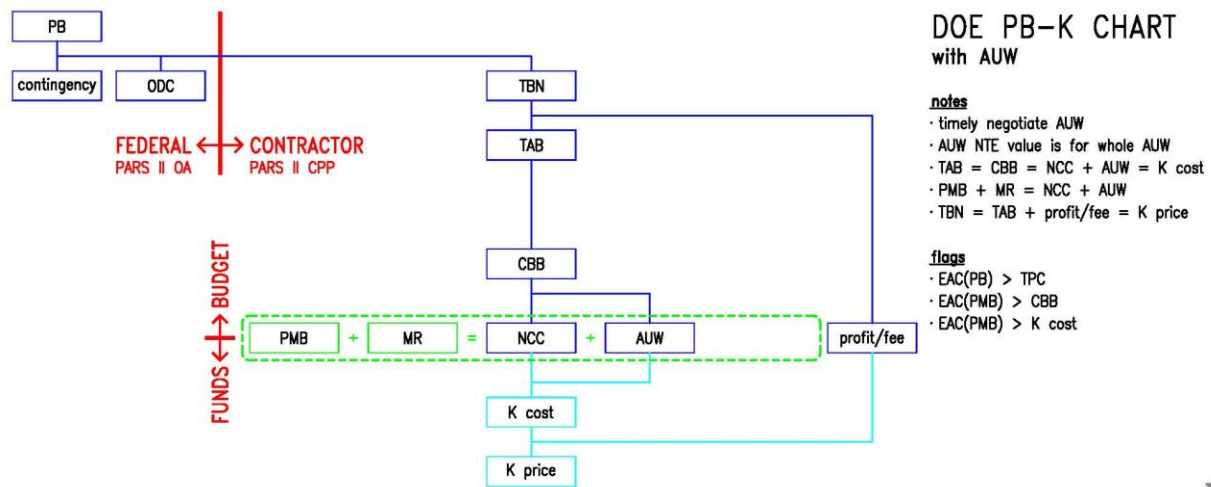 DOE PB-K CHART
with AUW
PB
contingency
ODC
TBN
FEDERAL
CONTRACTOR
PARS II OA
PARS II CPP
TAB
CBB
BUDGET
FUNDS
PMB + MR = NCC + AUW
profit/fee
K cost
K price
notes
· timely negotiate AUW
· AUW NTE value is for whole AUW
· TAB = CBB = NCC + AUW = K cost
· PMB + MR = NCC + AUW
· TBN = TAB + profit/fee = K price
flags
· EAC(PB) > TPC
· EAC(PMB) > CBB
· EAC(PMB) > K cost